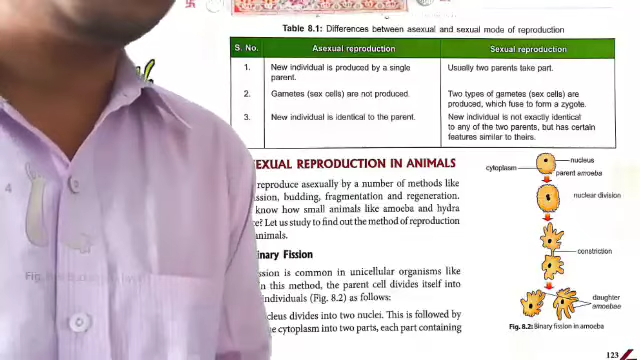 Table 8.1: Differences between asexual and sexual mode of reproduction
S. No. Asexual reproduction Sexual reproduction
1. New individual is produced by a single parent. Usually two parents take part.
2. Gametes (sex cells) are not produced. Two types of gametes (sex cells) are produced, which fuse to form a zygote.
3. New individual is identical to the parent. New individual is not exactly identical to any of the two parents, but has certain features similar to theirs.
EXUAL REPRODUCTION IN ANIMALS
reproduce asexually by a number of methods like
ssion, budding, fragmentation and regeneration.
know how small animals like amoeba and hydra
e? Let us study to find out the method of reproduction
animals.
inary Fission
ssion is common in unicellular organisms like
n this method, the parent cell divides itself into
individuals (Fig. 8.2) as follows:
cleus divides into two nuclei. This is followed by
e cytoplasm into two parts, each part containing
cytoplasm
nucleus
parent amoeba
nuclear division
constriction
daughter
amoebae
Fig. 8.2: Binary fission in amoeba
123
4
Fig.